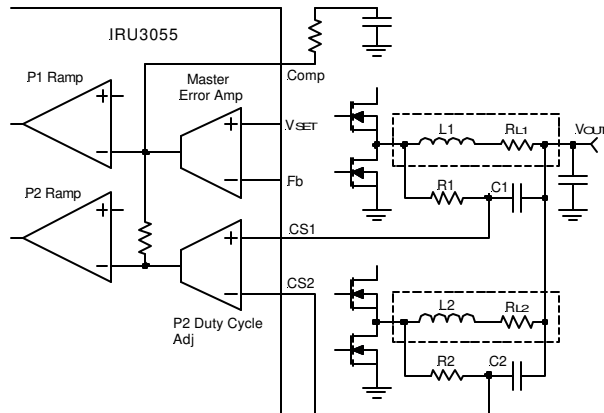 IRU3055
P1 Ramp
Master
Error Amp
Comp
VSET
Fb
P2 Ramp
CS1
CS2
P2 Duty Cycle
Adj
L1
RL1
VOUT
R1
C1
L2
RL2
R2
C2